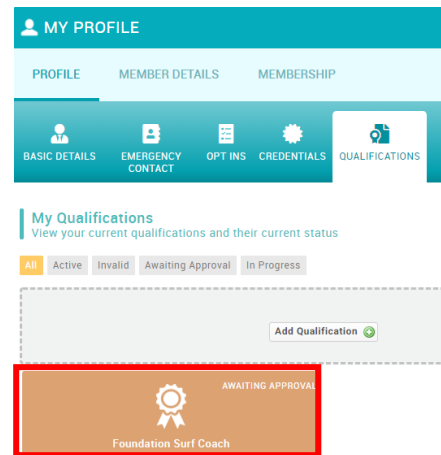 MY PROFILE
PROFILE MEMBER DETAILS MEMBERSHIP
BASIC DETAILS EMERGENCY CONTACT OPT INS CREDENTIALS QUALIFICATIONS
My Qualifications
View your current qualifications and their current status
All Active Invalid Awaiting Approval In Progress
Add Qualification
AWAITING APPROVAL
Foundation Surf Coach